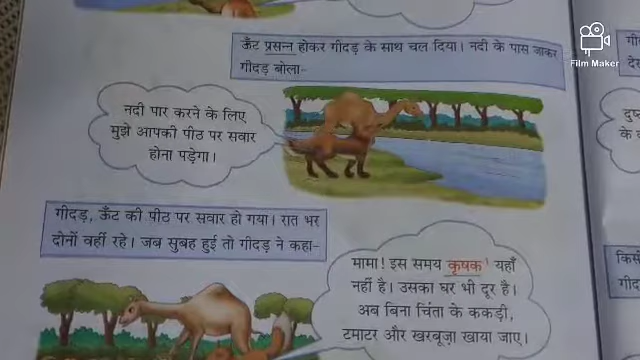 ऊँट प्रसन्न होकर गीदड़ के साथ चल दिया। नदी के पास जाकर
गीदड़ बोला—
Film Maker
नदी पार करने के लिए
मुझे आपकी पीठ पर सवार
होना पड़ेगा।
गीदड़, ऊँट की पीठ पर सवार हो गया। रात भर
दोनों वहीं रहे। जब सुबह हुई तो गीदड़ ने कहा–
मामा! इस समय कृषक¹ यहाँ
नहीं है। उसका घर भी दूर है।
अब बिना चिंता के ककड़ी,
टमाटर और खरबूज़ा खाया जाए।